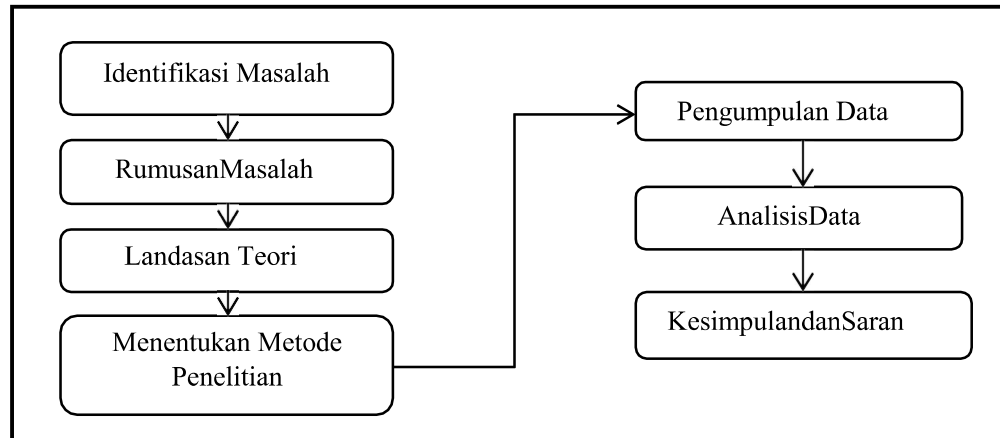 Identifikasi Masalah
RumusanMasalah
Landasan Teori
Menentukan Metode
Penelitian
Pengumpulan Data
AnalisisData
KesimpulandanSaran